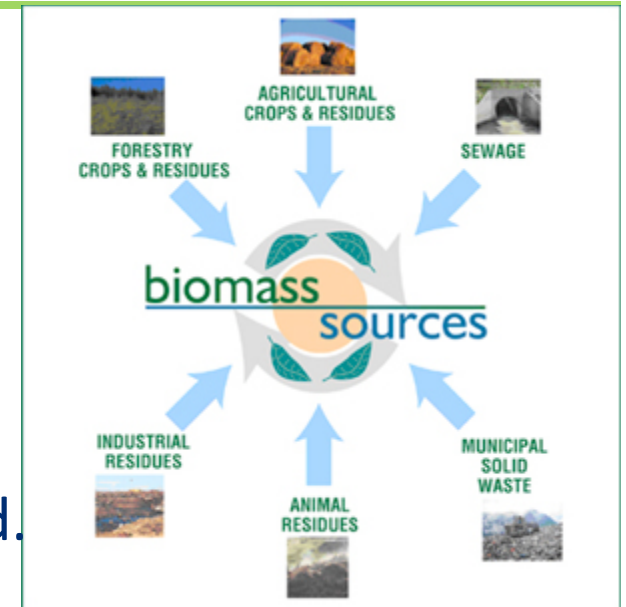 AGRICULTURAL
CROPS & RESIDUES
FORESTRY
CROPS & RESIDUES
SEWAGE
biomass
sources
INDUSTRIAL
RESIDUES
MUNICIPAL
SOLID
WASTE
ANIMAL
RESIDUES
d.